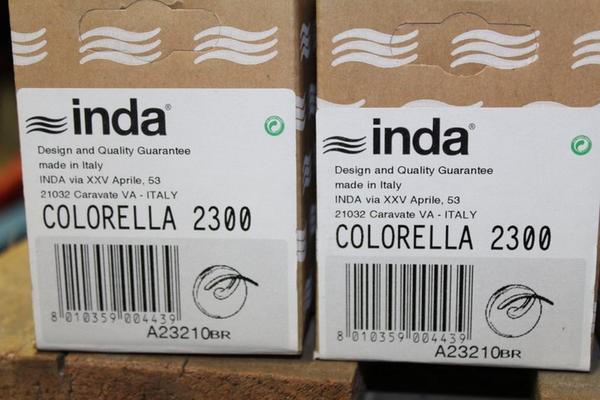 inda®
Design and Quality Guarantee
made in Italy
INDA via XXV Aprile, 53
21032 Caravate VA - ITALY
COLORELLA 2300
8 010359 004439
A23210BR
inda®
Design and Quality Guarantee
made in Italy
INDA via XXV Aprile, 53
21032 Caravate VA - ITALY
COLORELLA 2300
8 010359 004439
A23210BR